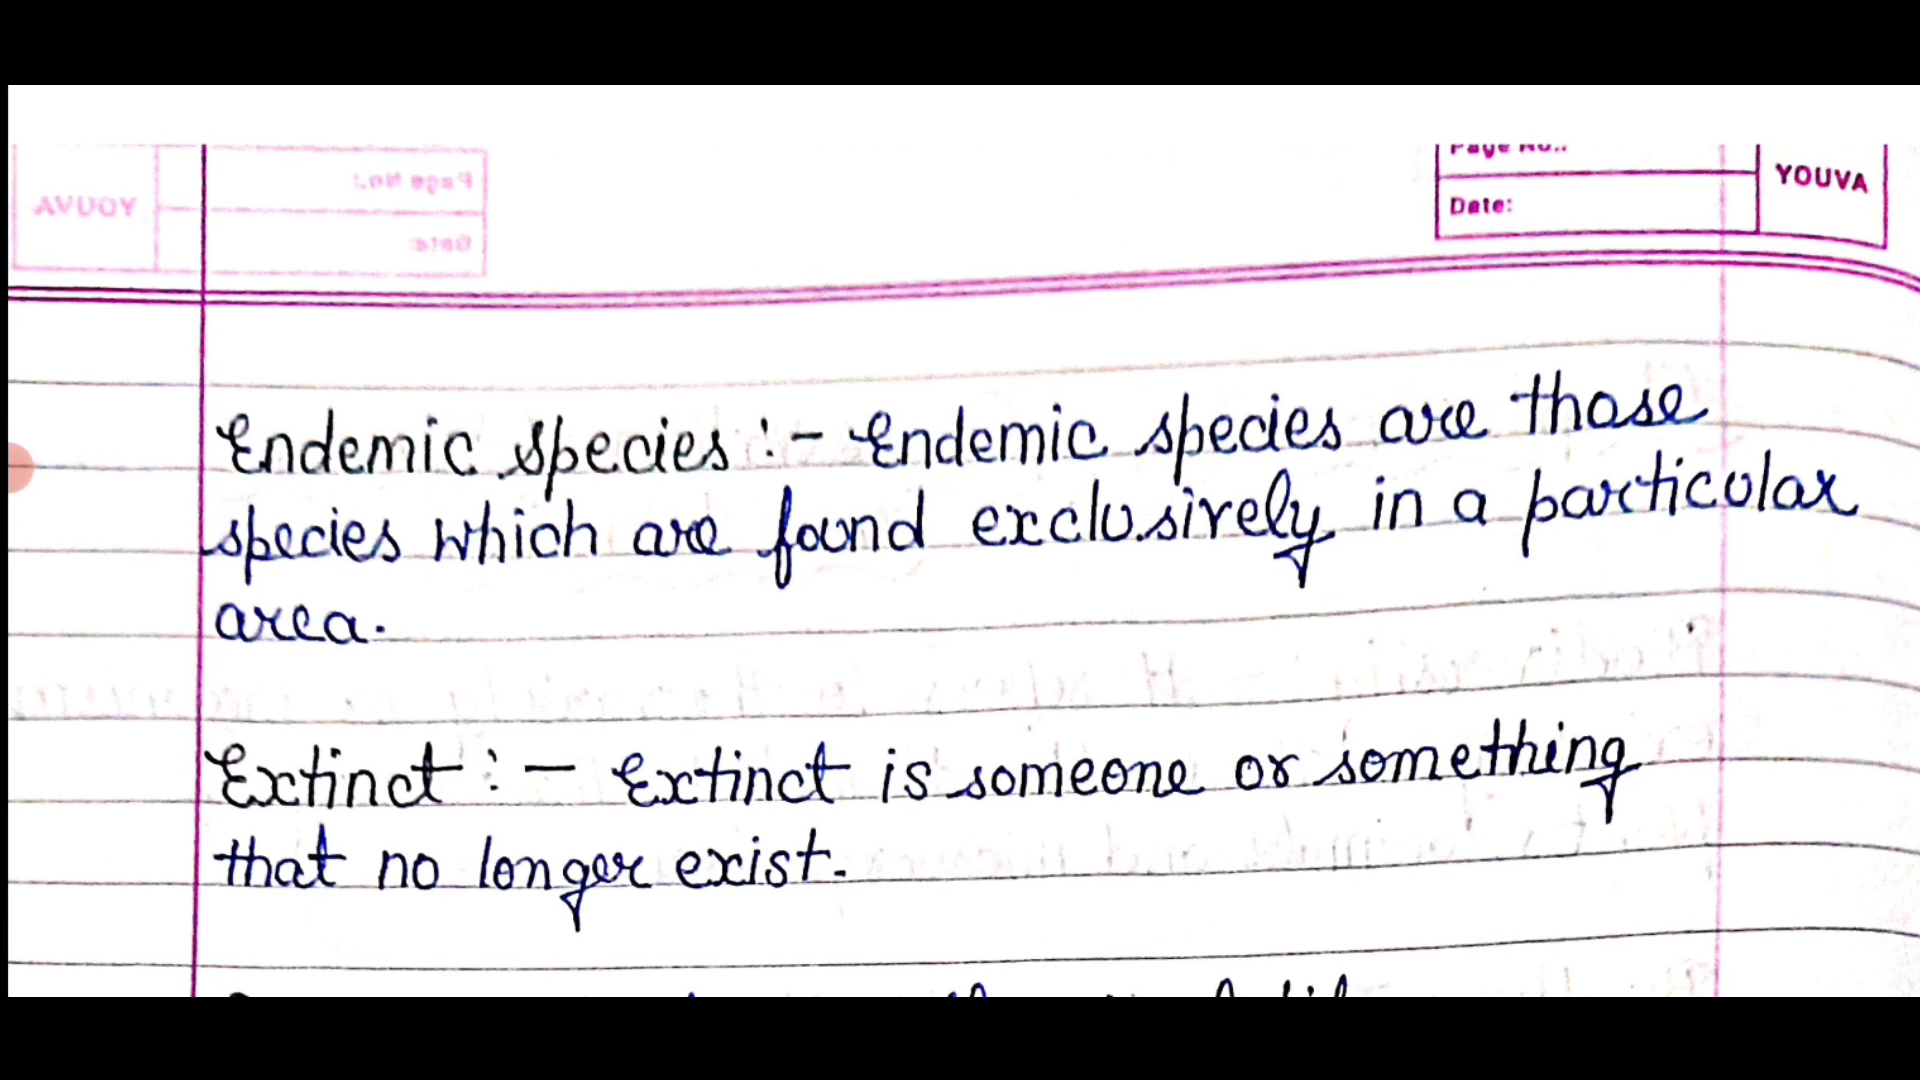 Page No.:
Date:
YOUVA
Endemic species :- Endemic species are those
species which are found exclusively in a particular
area.
Extinct :- Extinct is someone or something
that no longer exist.